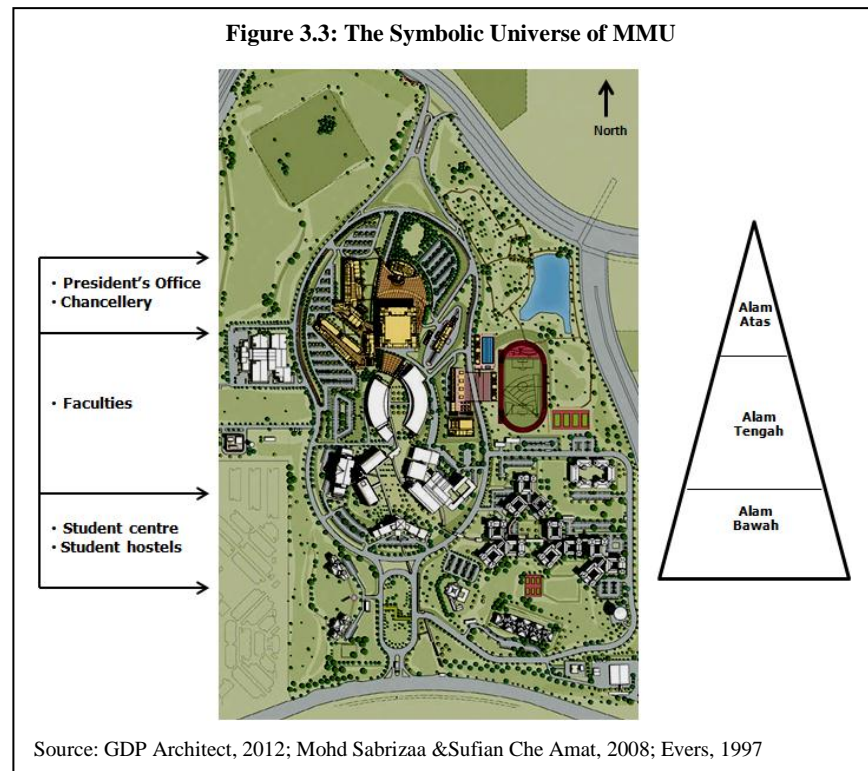 Figure 3.3: The Symbolic Universe of MMU
North
· President's Office
· Chancellery
· Faculties
· Student centre
· Student hostels
Alam
Atas
Alam
Tengah
Alam
Bawah
Source: GDP Architect, 2012; Mohd Sabrizaa &Sufian Che Amat, 2008; Evers, 1997